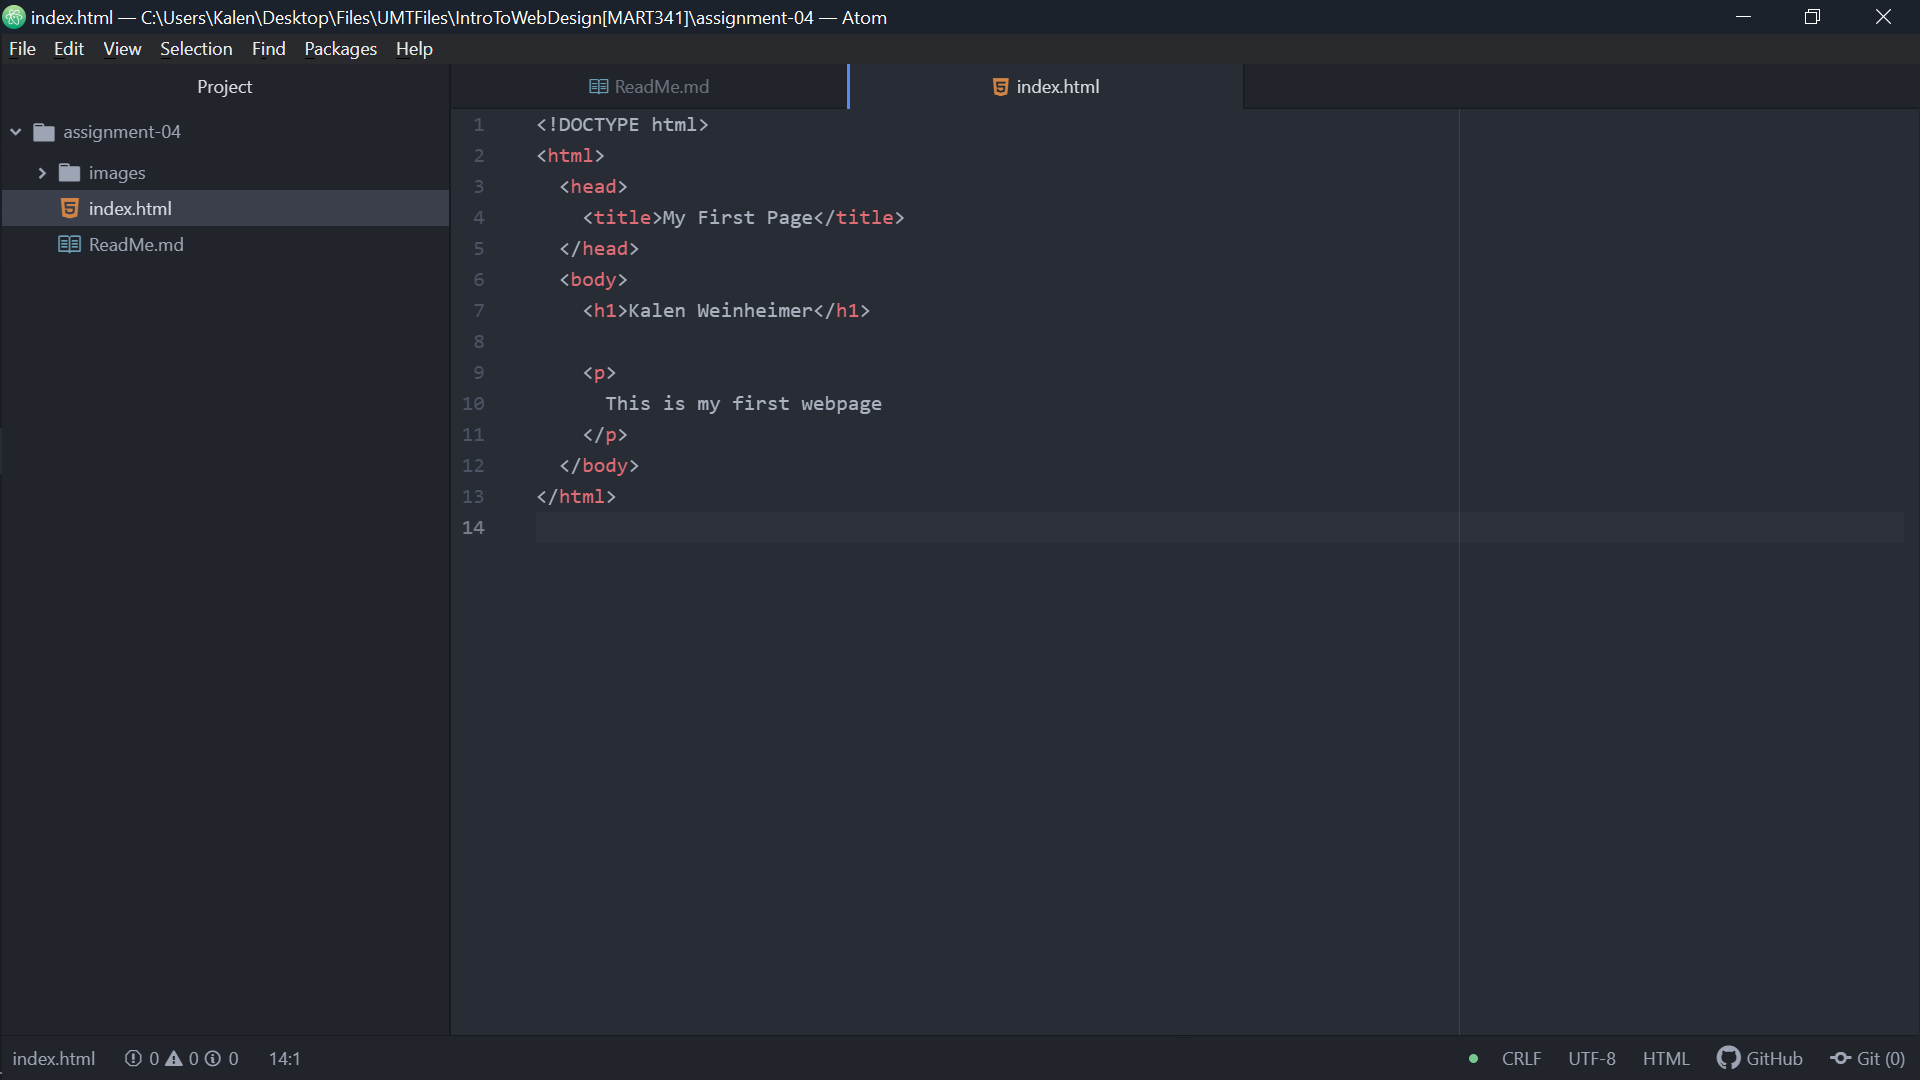 index.html — C:\Users\Kalen\Desktop\Files\UMTFiles\IntroToWebDesign[MART341]\assignment-04 — Atom
File Edit View Selection Find Packages Help
Project
assignment-04
images
index.html
ReadMe.md
ReadMe.md index.html
1 <!DOCTYPE html>
2 <html>
3 <head>
4 <title>My First Page</title>
5 </head>
6 <body>
7 <h1>Kalen Weinheimer</h1>
8
9 <p>
10 This is my first webpage
11 </p>
12 </body>
13 </html>
14
index.html 0 0 0 14:1 CRLF UTF-8 HTML GitHub Git (0)